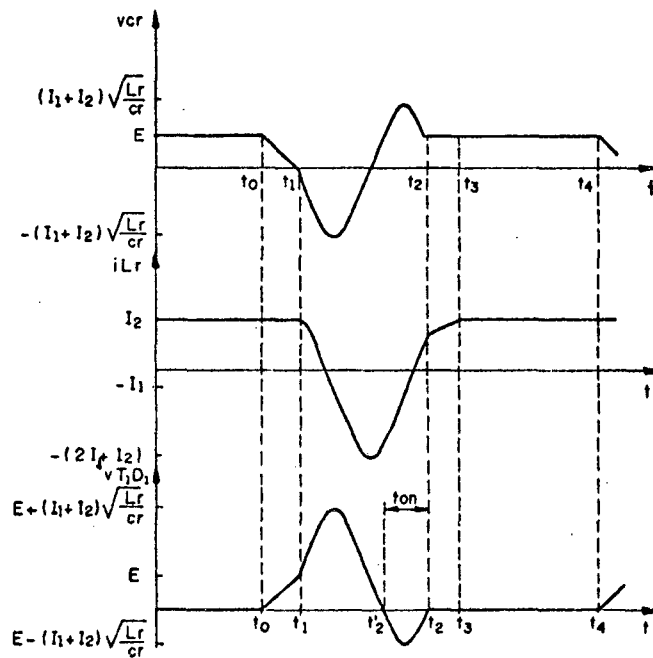 vcr
(I₁+I₂)√Lr/cr
E
t₀ t₁ t₂ t₃ t₄ t
-(I₁+I₂)√Lr/cr
iLr
I₂
-I₁ t
-(2I₁+I₂)
vT₁D₁
E+(I₁+I₂)√Lr/cr
ton
E
t₀ t₁ t'₂ t₂ t₃ t₄ t
E-(I₁+I₂)√Lr/cr